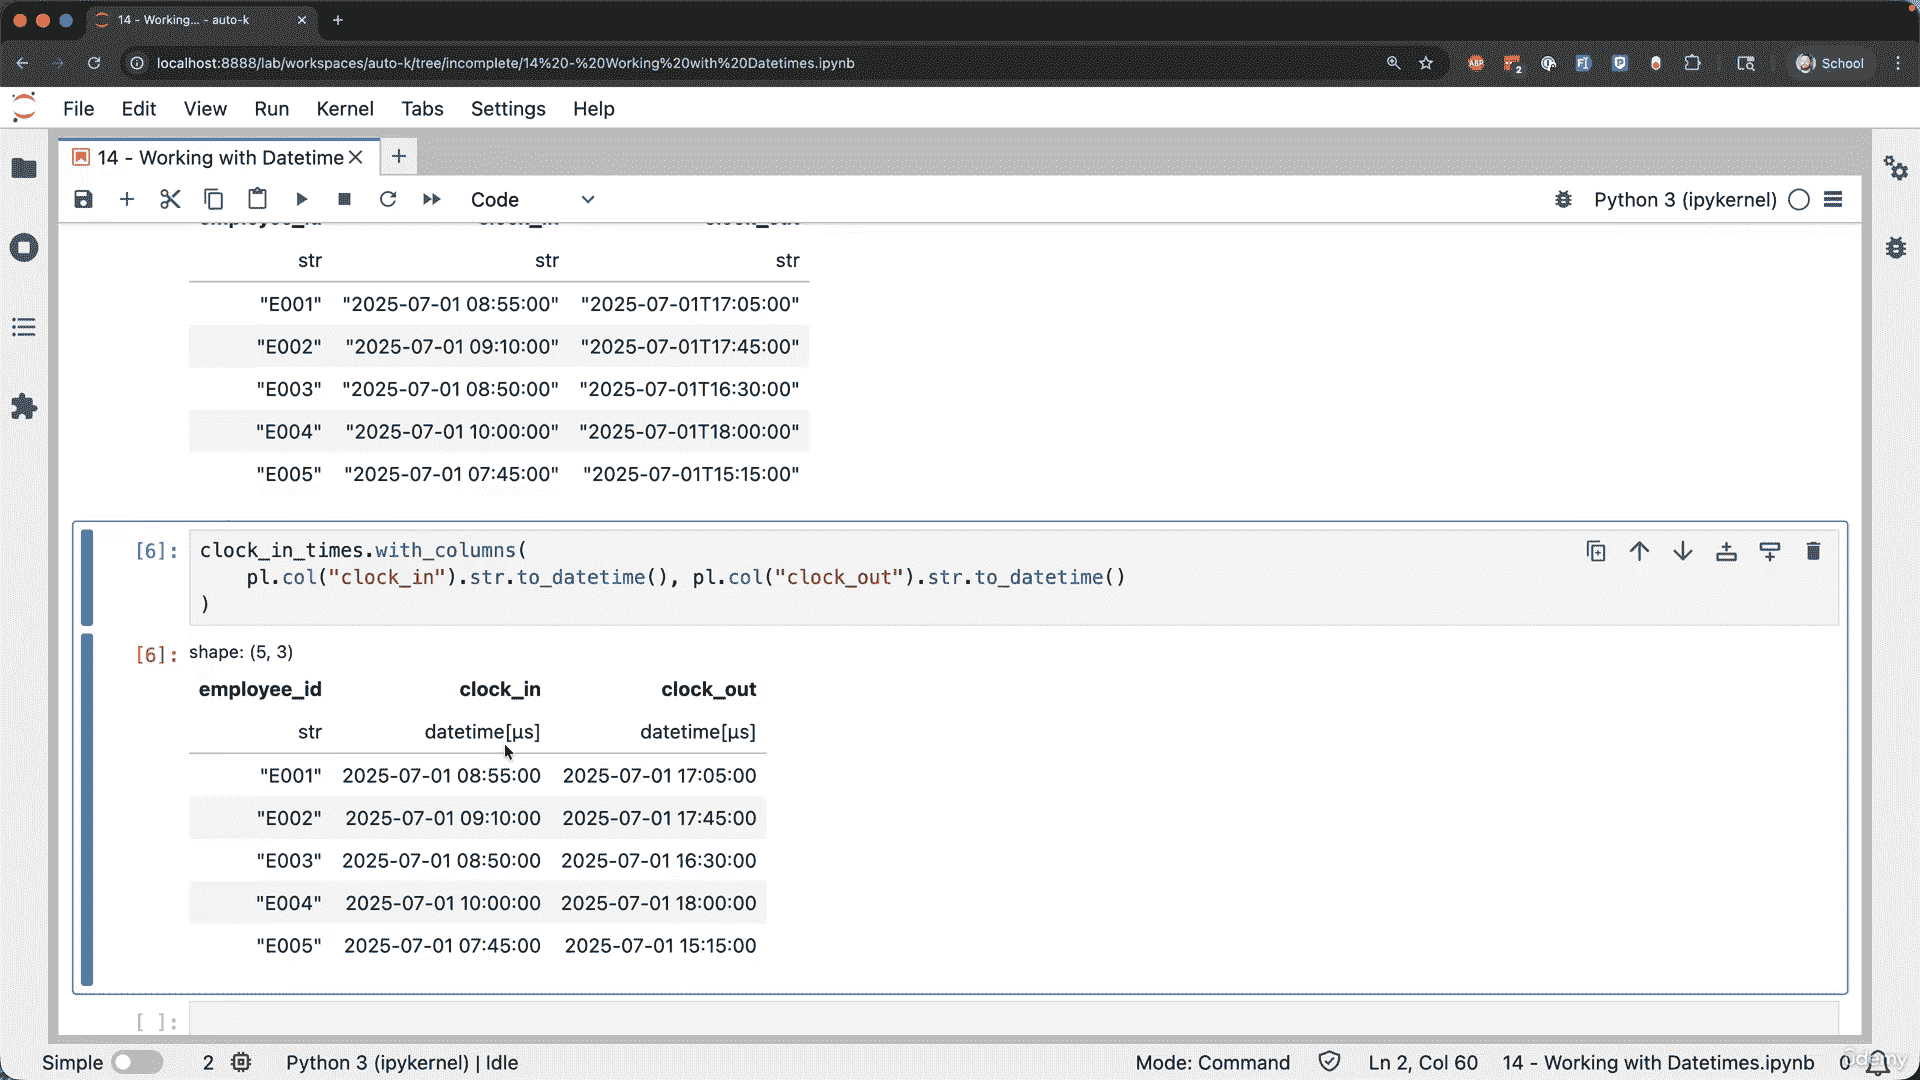 14 - Working... - auto-k
localhost:8888/lab/workspaces/auto-k/tree/incomplete/14%20-%20Working%20with%20Datetimes.ipynb
ABP
2
School
File Edit View Run Kernel Tabs Settings Help
14 - Working with Datetime
Code
Python 3 (ipykernel)
employee_id clock_in clock_out
str str str
"E001" "2025-07-01 08:55:00" "2025-07-01T17:05:00"
"E002" "2025-07-01 09:10:00" "2025-07-01T17:45:00"
"E003" "2025-07-01 08:50:00" "2025-07-01T16:30:00"
"E004" "2025-07-01 10:00:00" "2025-07-01T18:00:00"
"E005" "2025-07-01 07:45:00" "2025-07-01T15:15:00"
[6]: clock_in_times.with_columns(
pl.col("clock_in").str.to_datetime(), pl.col("clock_out").str.to_datetime()
)
[6]: shape: (5, 3)
employee_id clock_in clock_out
str datetime[μs] datetime[μs]
"E001" 2025-07-01 08:55:00 2025-07-01 17:05:00
"E002" 2025-07-01 09:10:00 2025-07-01 17:45:00
"E003" 2025-07-01 08:50:00 2025-07-01 16:30:00
"E004" 2025-07-01 10:00:00 2025-07-01 18:00:00
"E005" 2025-07-01 07:45:00 2025-07-01 15:15:00
[ ]:
Simple 2 Python 3 (ipykernel) | Idle Mode: Command Ln 2, Col 60 14 - Working with Datetimes.ipynb 0
Udemy